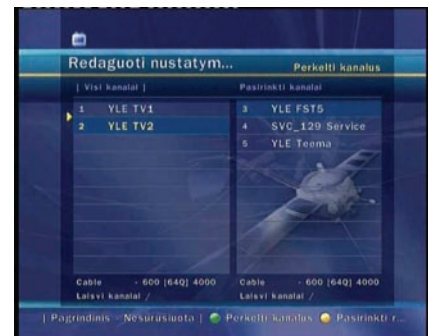 Redaguoti nustatym...
Perkelti kanalus
| Visi kanalai |
Pasirinkti kanalai
1 YLE TV1
2 YLE TV2
3 YLE FST5
4 SVC_129 Service
5 YLE Teema
Cable - 600 [64Q] 4000
Laisvi kanalai /
Cable - 600 [64Q] 4000
Laisvi kanalai /
| Pagrindinis - Nesurusiuota | Perkelti kanalus Pasirinkti r...